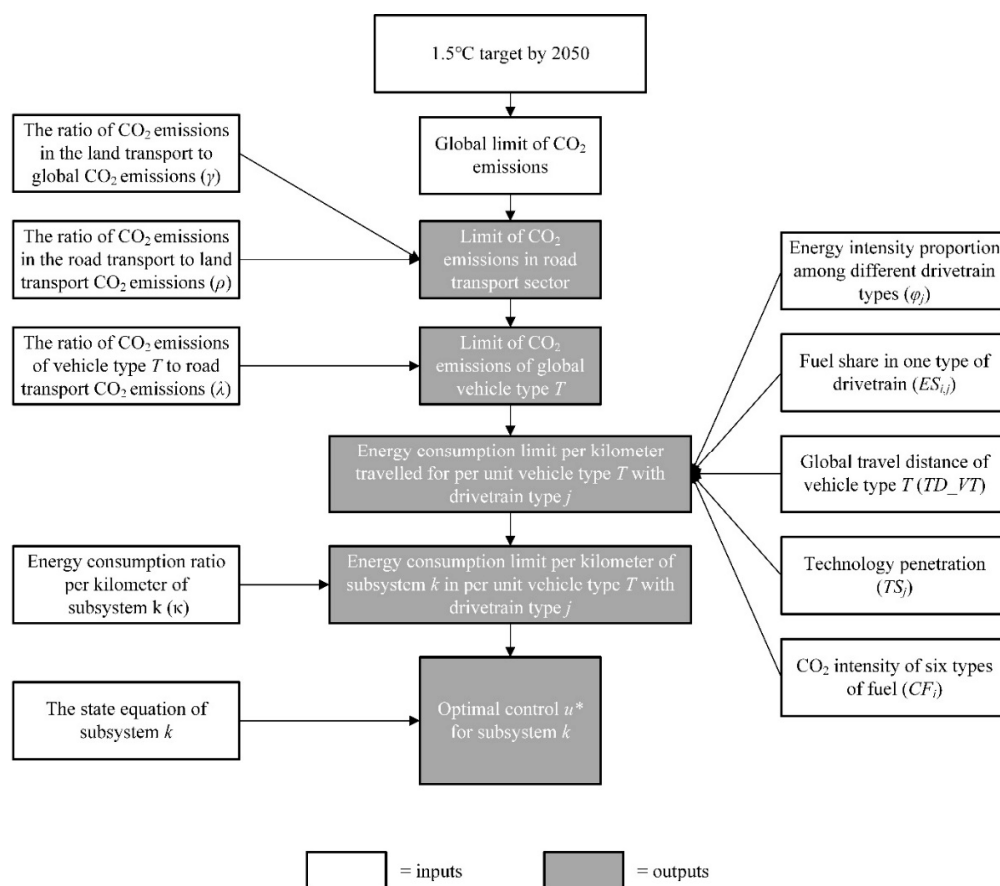 1.5℃ target by 2050
Global limit of CO₂
emissions
The ratio of CO₂ emissions
in the land transport to
global CO₂ emissions (γ)
The ratio of CO₂ emissions
in the road transport to land
transport CO₂ emissions (ρ)
Limit of CO₂
emissions in road
transport sector
The ratio of CO₂ emissions
of vehicle type T to road
transport CO₂ emissions (λ)
Limit of CO₂
emissions of global
vehicle type T
Energy consumption limit per kilometer
travelled for per unit vehicle type T with
drivetrain type j
Energy intensity proportion
among different drivetrain
types (φj)
Fuel share in one type of
drivetrain (ESi,j)
Global travel distance of
vehicle type T (TD_VT)
Technology penetration
(TSj)
CO₂ intensity of six types
of fuel (CFi)
Energy consumption ratio
per kilometer of
subsystem k (κ)
Energy consumption limit per kilometer of
subsystem k in per unit vehicle type T with
drivetrain type j
The state equation of
subsystem k
Optimal control u*
for subsystem k
= inputs
= outputs